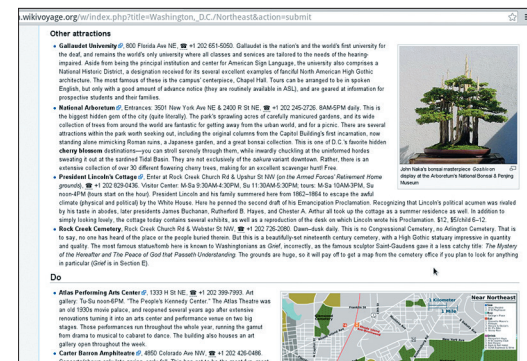 .wikivoyage.org/w/index.php?title=Washington,_D.C./Northeast&action=submit
Other attractions
Gallaudet University, 800 Florida Ave NE, ☎ +1 202 651-5050. Gallaudet is the nation's and the world's first university for
the deaf, and remains the world's only university where all classes and services are tailored to the needs of the hearing-
impaired. Aside from being the principal institution and center for American Sign Language, the university also comprises a
National Historic District, a designation received for its several excellent examples of fanciful North American High Gothic
architecture. The most famous of these is the campus' centerpiece, Chapel Hall. Tours can be arranged to be in spoken
English, but only with a good amount of advance notice (they are routinely available in ASL), and are geared at information for
prospective students and their families.
National Arboretum, Entrances: 3501 New York Ave NE & 2400 R St NE, ☎ +1 202 245-2726. 8AM-5PM daily. This is
the biggest hidden gem of the city (quite literally). The park's sprawling acres of carefully manicured gardens, and its wide
collection of trees from around the world are fantastic for getting away from the urban world, and for a picnic. There are several
attractions within the park worth seeking out, including the original columns from the Capitol Building's first incarnation, now
standing alone mimicking Roman ruins, a Japanese garden, and a great bonsai collection. This is one of D.C.'s favorite hidden
cherry blossom destinations—you can stroll serenely through them, while inwardly chuckling at the uniformed hordes
sweating it out at the sardined Tidal Basin. They are not exclusively of the sakura variant downtown. Rather, there is an
extensive collection of over 30 different flowering cherry trees, making for an excellent scavenger hunt! Free.
John Naka's bonsai masterpiece Goshin on
display at the Arboretum's National Bonsai & Penjing
Museum
President Lincoln's Cottage, Enter at Rock Creek Church Rd & Upshur St NW (on the Armed Forces' Retirement Home
grounds), ☎ +1 202 829-0436. Visitor Center: M-Sa 9:30AM-4:30PM, Su 11:30AM-5:30PM; tours: M-Sa 10AM-3PM, Su
noon-4PM (tours start on the hour). President Lincoln and his family summered here from 1862–1864 to escape the awful
climate (physical and political) by the White House. Here he penned the second draft of his Emancipation Proclamation. Recognizing that Lincoln's political acumen was rivaled
by his taste in abodes, later presidents James Buchanan, Rutherford B. Hayes, and Chester A. Arthur all took up the cottage as a summer residence as well. In addition to
simply looking lovely, the cottage today contains several exhibits, as well as a reproduction of the desk on which Lincoln wrote his Proclamation. $12, $5/child 6–12.
Rock Creek Cemetery, Rock Creek Church Rd & Webster St NW, ☎ +1 202 726-2080. Dawn–dusk daily. This is no Congressional Cemetery, no Arlington Cemetery. That is
to say, no one has heard of the place or the people buried therein. But this is a beautifully-set nineteenth century cemetery, with a High Gothic statuary impressive in quantity
and quality. The most famous statue/tomb here is known to Washingtonians as Grief, incorrectly, as the famous sculptor Saint-Gaudens gave it a less catchy title: The Mystery
of the Hereafter and The Peace of God that Passeth Understanding. The grounds are huge, so it will pay off to get a map from the cemetery office if you plan to look for anything
in particular (Grief is in Section E).
Do
Atlas Performing Arts Center, 1333 H St NE, ☎ +1 202 399-7993. Art
gallery: Tu-Su noon-6PM. "The People's Kennedy Center." The Atlas Theatre was
an old 1930s movie palace, and reopened several years ago after extensive
renovations turning it into an arts center and performance venue on two big
stages. Those performances run throughout the whole year, running the gamut
from drama to musical to cabaret to dance. The building also houses an art
gallery open throughout the week.
Near Northeast
1 Kilometer
1 Mile
Carter Barron Amphitheatre, 4850 Colorado Ave NW, ☎ +1 202 426-0486.